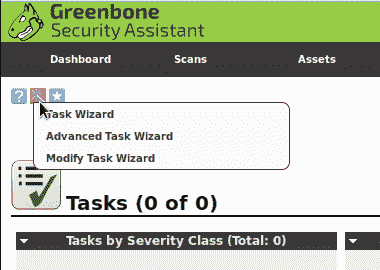 Greenbone
Security Assistant
Dashboard Scans Assets
?
Task Wizard
Advanced Task Wizard
Modify Task Wizard
Tasks (0 of 0)
Tasks by Severity Class (Total: 0)